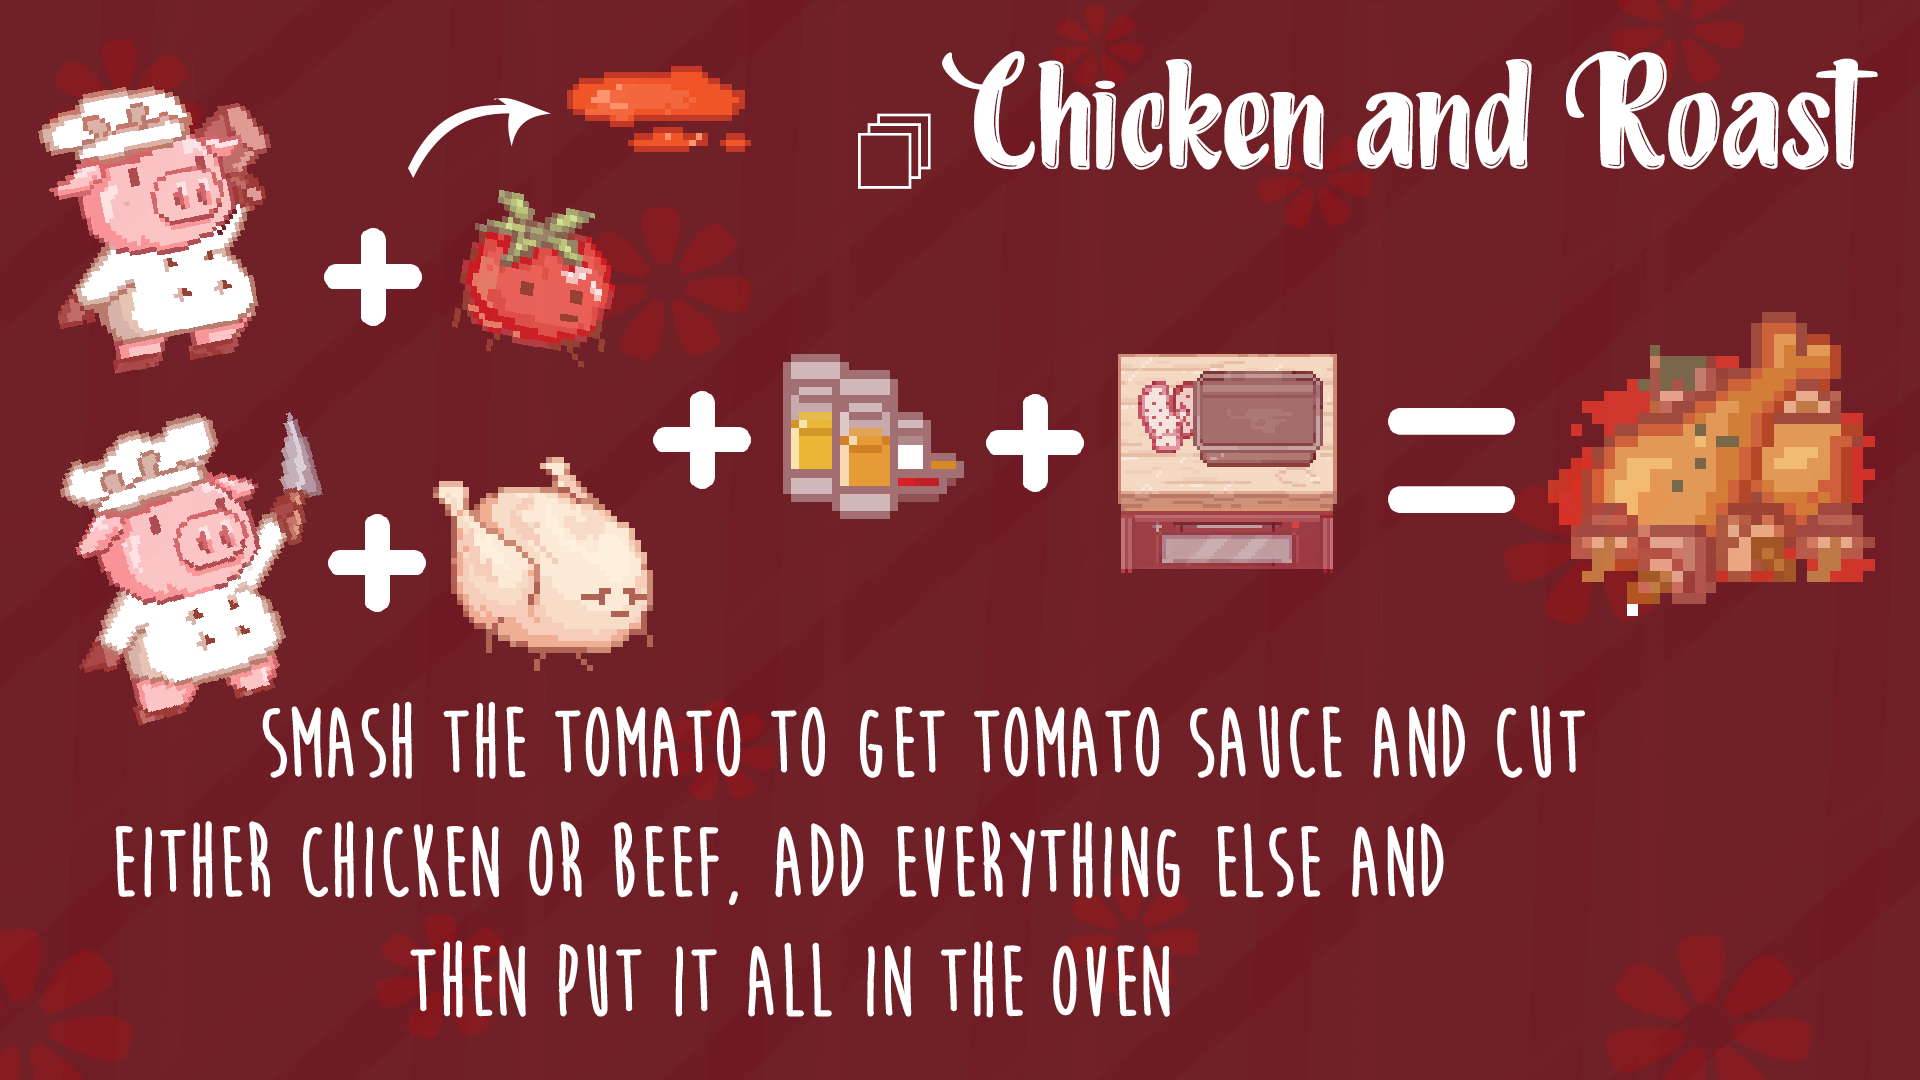 Chicken and Roast
SMASH THE TOMATO TO GET TOMATO SAUCE AND CUT
EITHER CHICKEN OR BEEF, ADD EVERYTHING ELSE AND
THEN PUT IT ALL IN THE OVEN